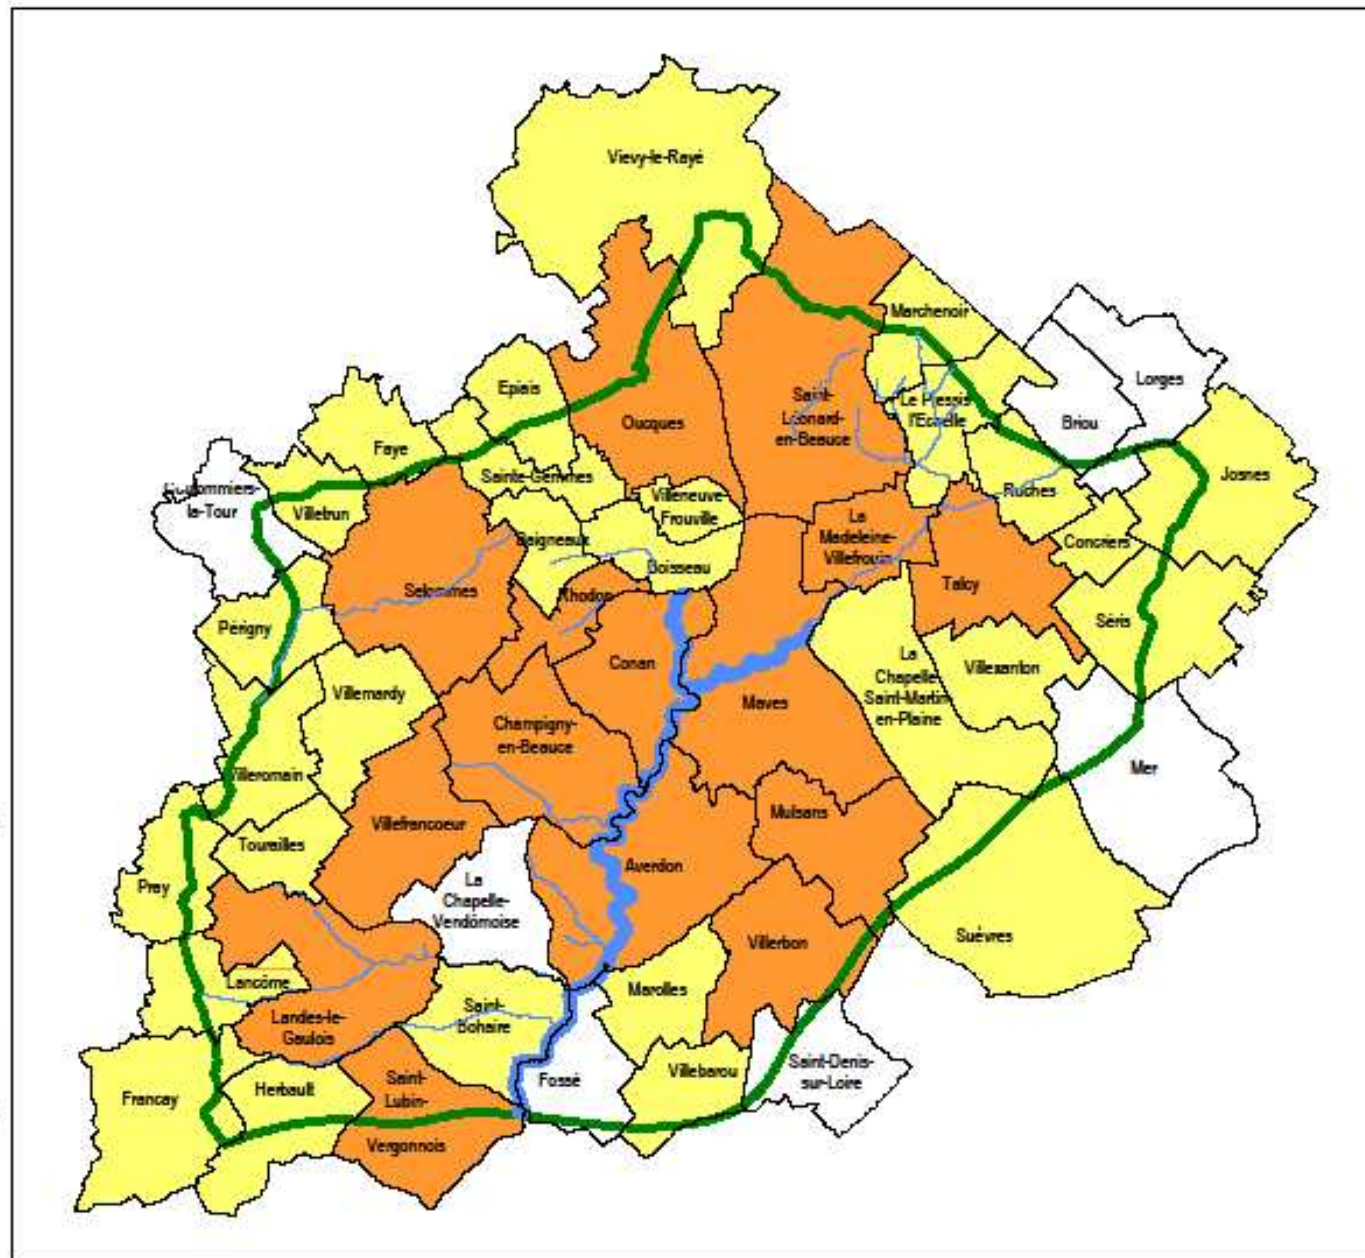 Vievy-le-Rayé
Marchenoir
Lorges
Epiais
Saint-
Léonard-
en-Beauce
Le Plessis
l'Echelle
Briou
Oucques
Faye
Josnes
Sainte-Gemmes
Villeneuve-
Frouville
Ruches
la-Tour
Villetrun
La
Madeleine-
Villefrouin
Concriers
Baigneaux
Boisseau
Talcy
Selommes
Rhodon
Séris
Périgny
Conan
La
Chapelle-
Saint-Martin-
en-Plaine
Villexanton
Villemardy
Maves
Champigny-
en-Beauce
Villeromain
Mer
Mulsans
Villefrancoeur
Tourailles
Averdon
Pray
La
Chapelle-
Vendômoise
Suèvres
Villerbon
Lancôme
Marolles
Landes-le-
Gaulois
Saint-
Bohaire
Fossé
Villebarou
Saint-Denis-
sur-Loire
Francay
Herbault
Saint-
Lubin-
Vergonnois